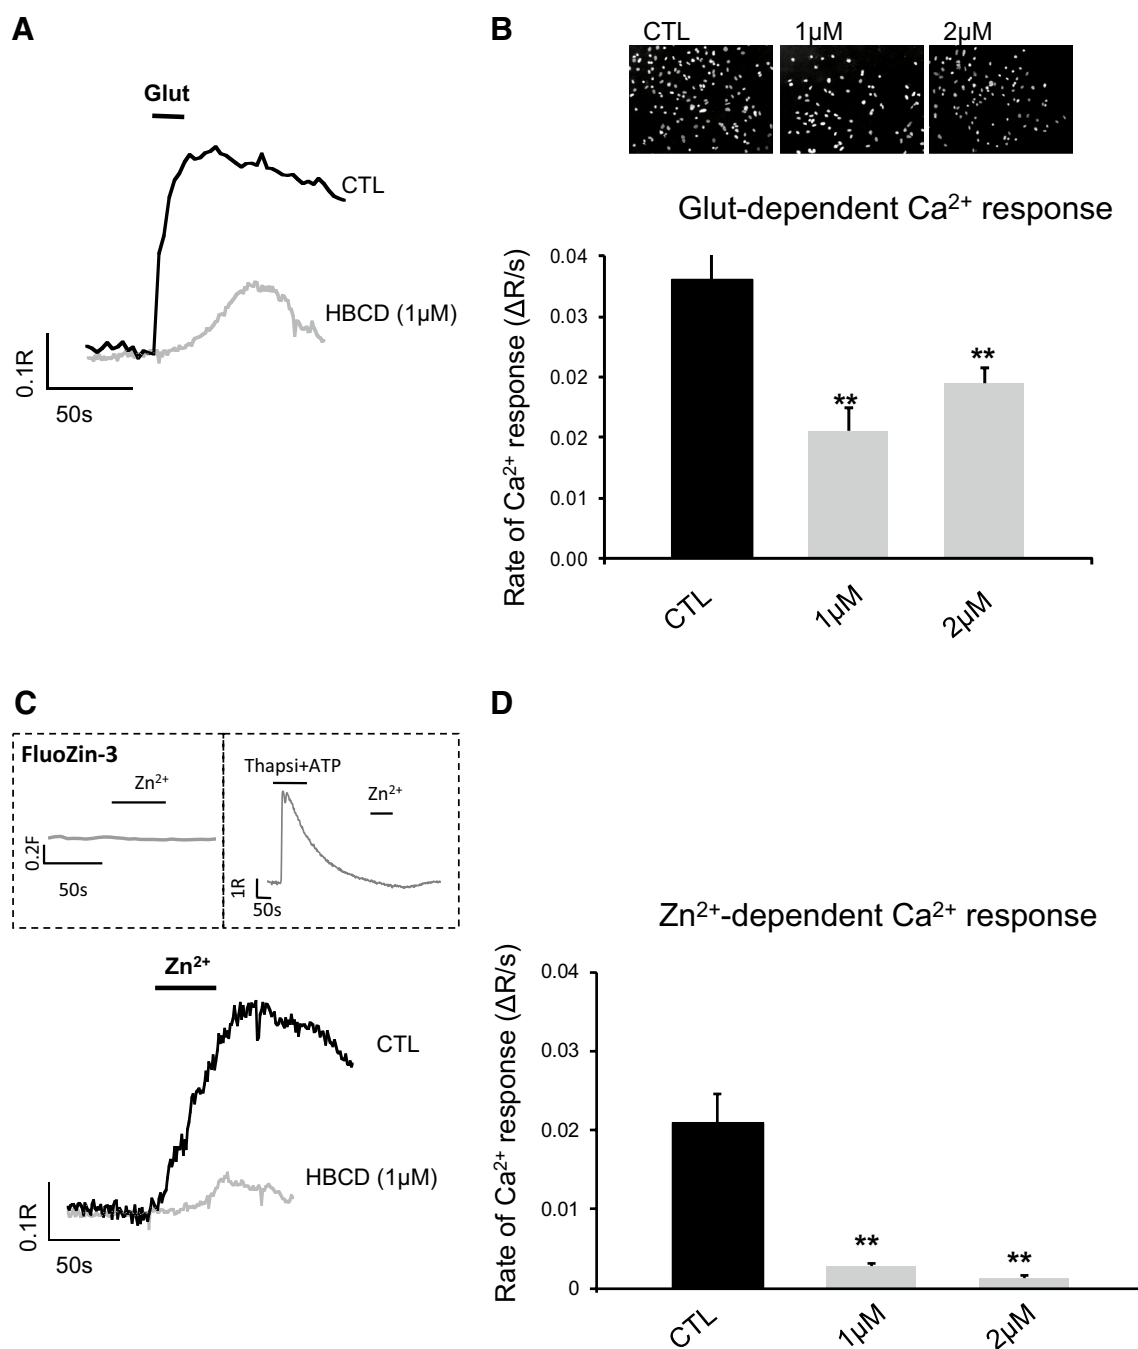 A
Glut
CTL
HBCD (1µM)
0.1R
50s
B
CTL 1µM 2µM
Glut-dependent Ca²⁺ response
Rate of Ca²⁺ response (ΔR/s)
0.04
0.03
0.02
0.02
0.01
0.00
**
**
CTL 1µM 2µM
C
FluoZin-3
Zn²⁺
0.2F
50s
Thapsi+ATP
Zn²⁺
1R
50s
Zn²⁺
CTL
HBCD (1µM)
0.1R
50s
D
Zn²⁺-dependent Ca²⁺ response
Rate of Ca²⁺ response (ΔR/s)
0.04
0.03
0.02
0.01
0
**
**
CTL 1µM 2µM